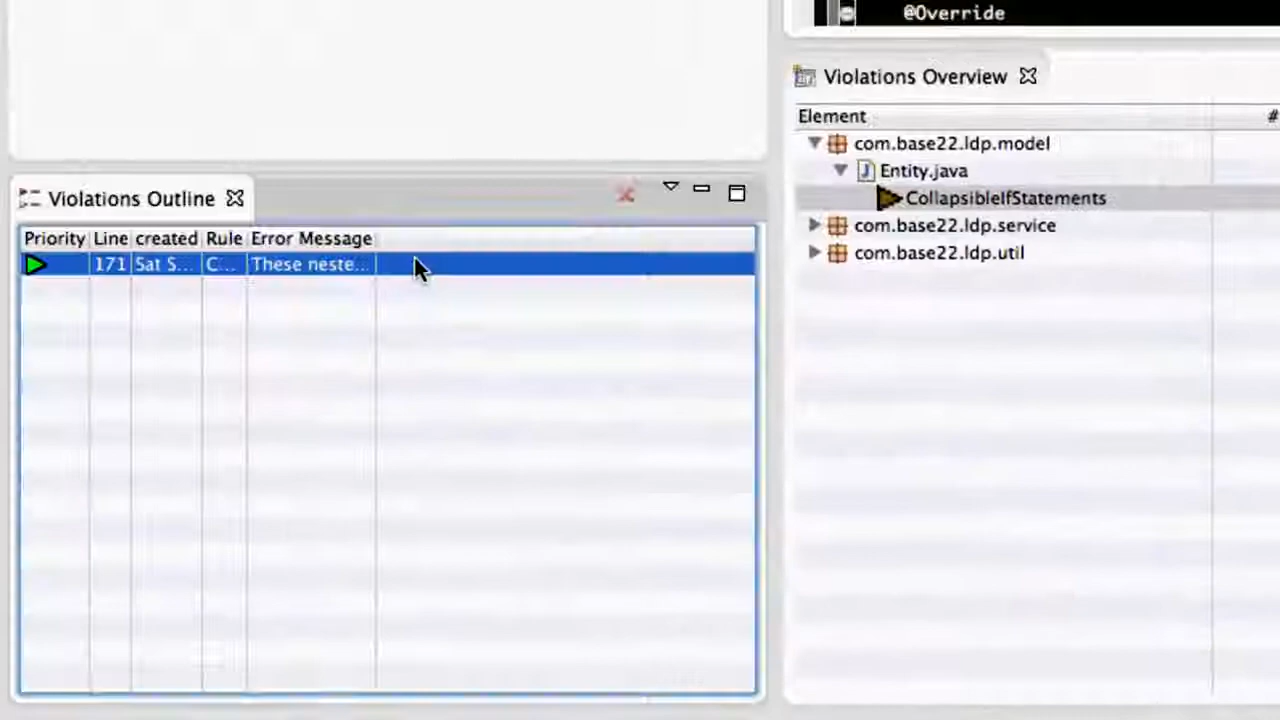 @Override
Violations Overview
Element #
com.base22.ldp.model
Entity.java
CollapsibleIfStatements
com.base22.ldp.service
com.base22.ldp.util
Violations Outline
Priority Line created Rule Error Message
171 Sat S... C... These neste...